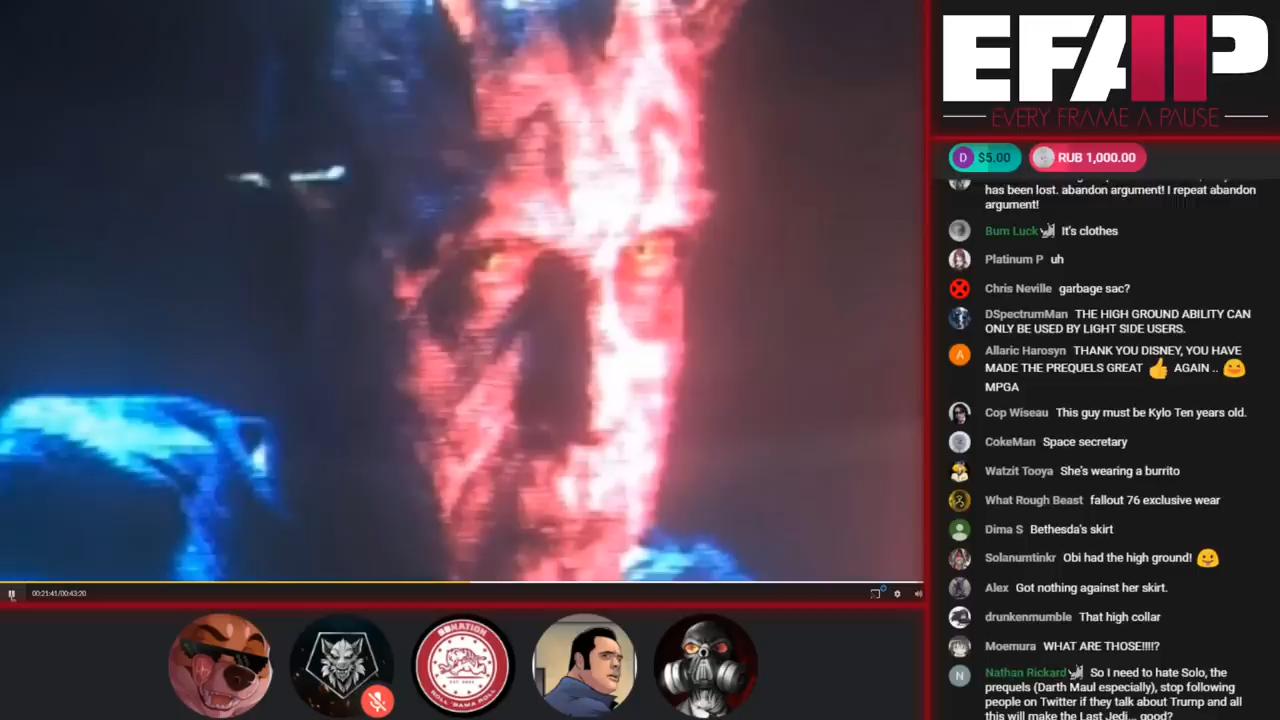 EFAP
EVERY FRAME A PAUSE
D $5.00 RUB 1,000.00
has been lost. abandon argument! I repeat abandon
argument!
Bum Luck It's clothes
Platinum P uh
Chris Neville garbage sac?
DSpectrumMan THE HIGH GROUND ABILITY CAN
ONLY BE USED BY LIGHT SIDE USERS.
A Allaric Harosyn THANK YOU DISNEY, YOU HAVE
MADE THE PREQUELS GREAT 👍 AGAIN .. 😄
MPGA
Cop Wiseau This guy must be Kylo Ten years old.
CokeMan Space secretary
Watzit Tooya She's wearing a burrito
What Rough Beast fallout 76 exclusive wear
Dima S Bethesda's skirt
Solanumtinkr Obi had the high ground! 😃
Alex Got nothing against her skirt.
drunkenmumble That high collar
Moemura WHAT ARE THOSE!!!!?
N Nathan Rickard So I need to hate Solo, the
prequels (Darth Maul especially), stop following
people on Twitter if they talk about Trump and all
this will make the Last Jedi... good?
00:21:41/00:43:20
NATION
ROLL 'BAMA ROLL